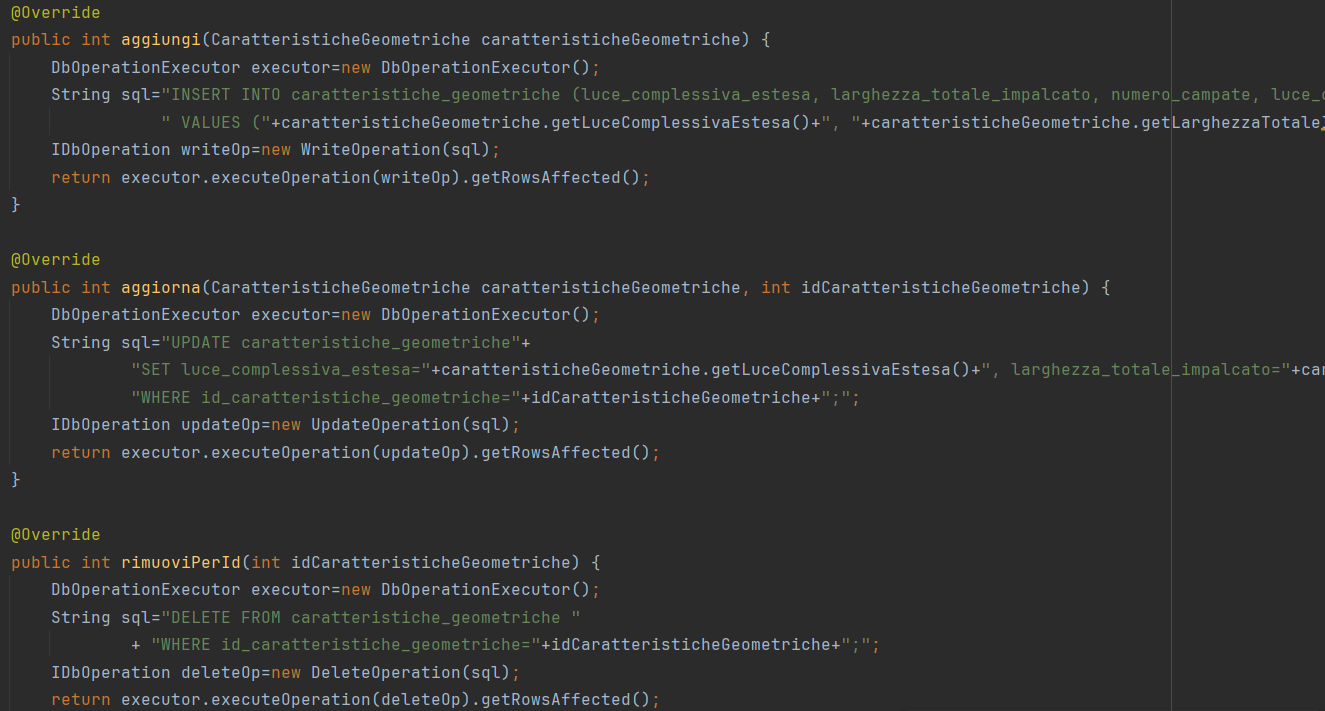 @Override
public int aggiungi(CaratteristicheGeometriche caratteristicheGeometriche) {
    DbOperationExecutor executor=new DbOperationExecutor();
    String sql="INSERT INTO caratteristiche_geometriche (luce_complessiva_estesa, larghezza_totale_impalcato, numero_campate,
            " VALUES ("+caratteristicheGeometriche.getLuceComplessivaEstesa()+", "+caratteristicheGeometriche.getLarghezzaTotale
    IDbOperation writeOp=new WriteOperation(sql);
    return executor.executeOperation(writeOp).getRowsAffected();
}
@Override
public int aggiorna(CaratteristicheGeometriche caratteristicheGeometriche, int idCaratteristicheGeometriche) {
    DbOperationExecutor executor=new DbOperationExecutor();
    String sql="UPDATE caratteristiche_geometriche"+
            "SET luce_complessiva_estesa="+caratteristicheGeometriche.getLuceComplessivaEstesa()+", larghezza_totale_impalcato="+car
            "WHERE id_caratteristiche_geometriche="+idCaratteristicheGeometriche+";";
    IDbOperation updateOp=new UpdateOperation(sql);
    return executor.executeOperation(updateOp).getRowsAffected();
}
@Override
public int rimuoviPerId(int idCaratteristicheGeometriche) {
    DbOperationExecutor executor=new DbOperationExecutor();
    String sql="DELETE FROM caratteristiche_geometriche "
            + "WHERE id_caratteristiche_geometriche="+idCaratteristicheGeometriche+";";
    IDbOperation deleteOp=new DeleteOperation(sql);
    return executor.executeOperation(deleteOp).getRowsAffected();